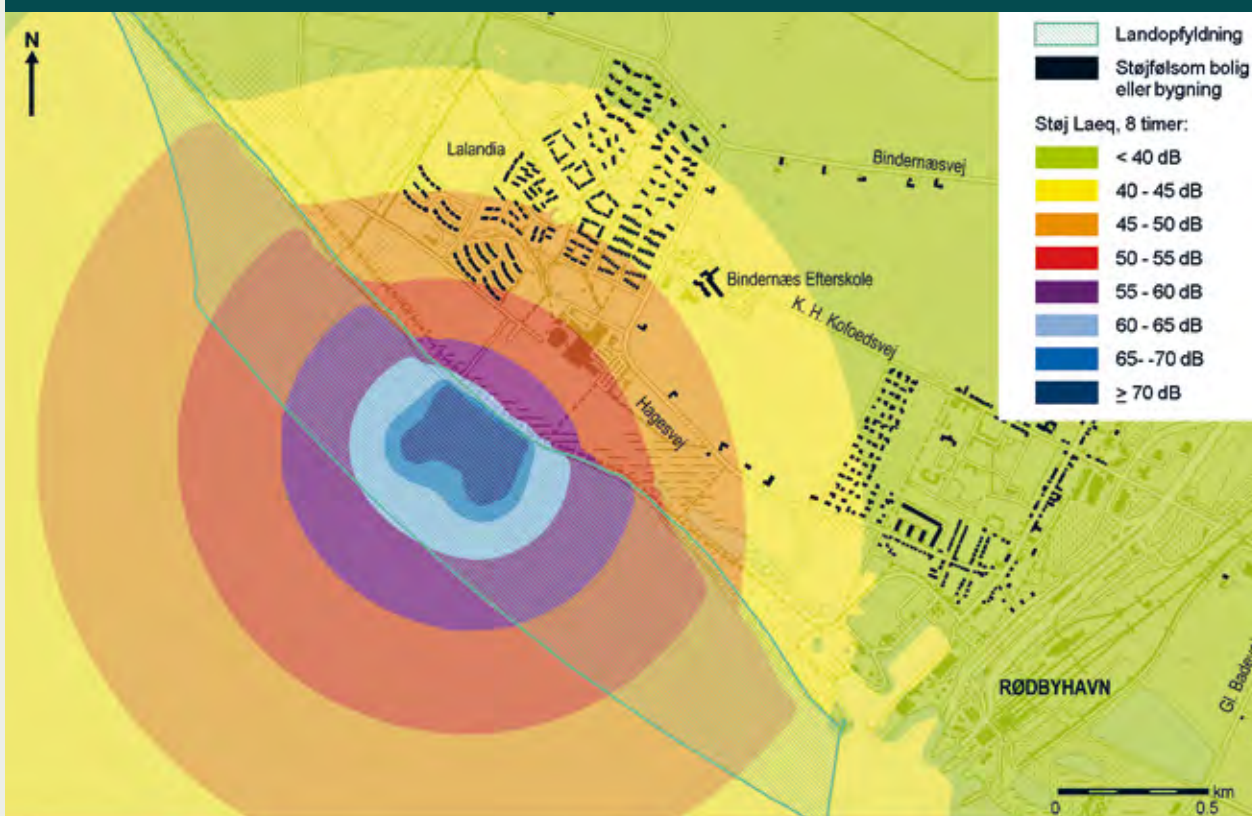 N
Landopfyldning
Støjfølsom bolig
eller bygning
Støj Laeq, 8 timer:
< 40 dB
40 - 45 dB
45 - 50 dB
50 - 55 dB
55 - 60 dB
60 - 65 dB
65- -70 dB
≥ 70 dB
Lalandia
Bindernæsvej
Bindernæs Efterskole
K. H. Kofoedsvej
Hagesvej
RØDBYHAVN
Gl.
km
0
0.5